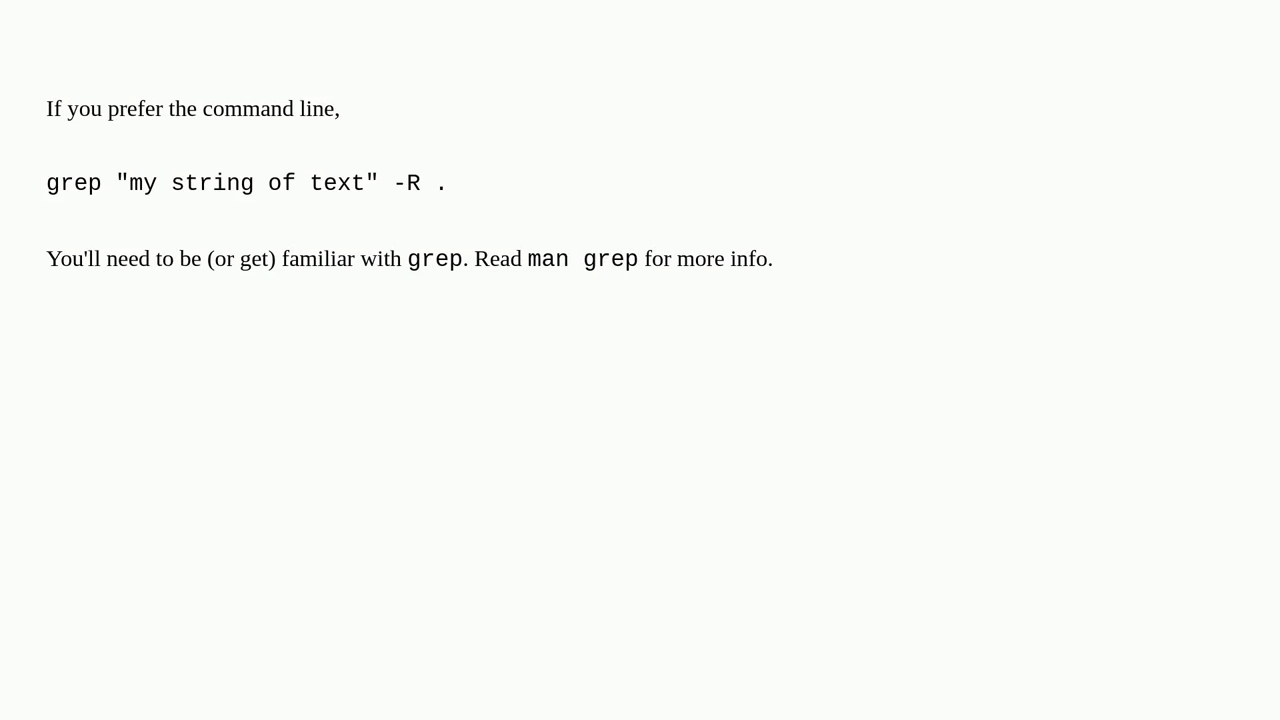 If you prefer the command line,
grep "my string of text" -R .
You'll need to be (or get) familiar with grep. Read man grep for more info.